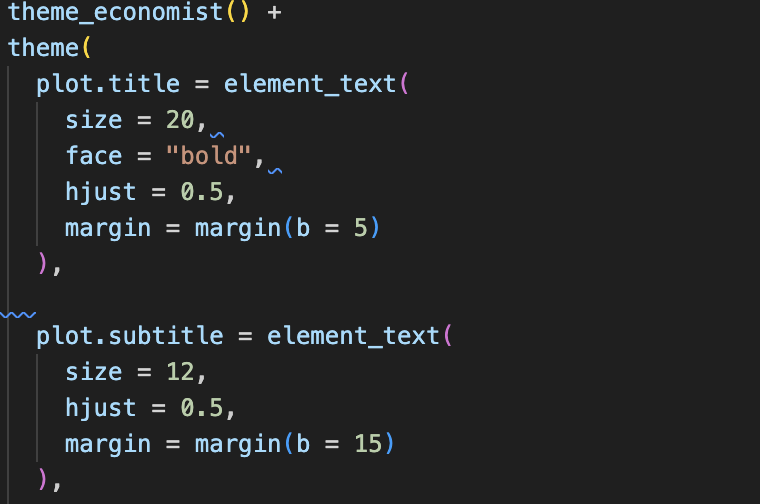 theme_economist() +
theme(
plot.title = element_text(
size = 20,
face = "bold",
hjust = 0.5,
margin = margin(b = 5)
),
plot.subtitle = element_text(
size = 12,
hjust = 0.5,
margin = margin(b = 15)
),